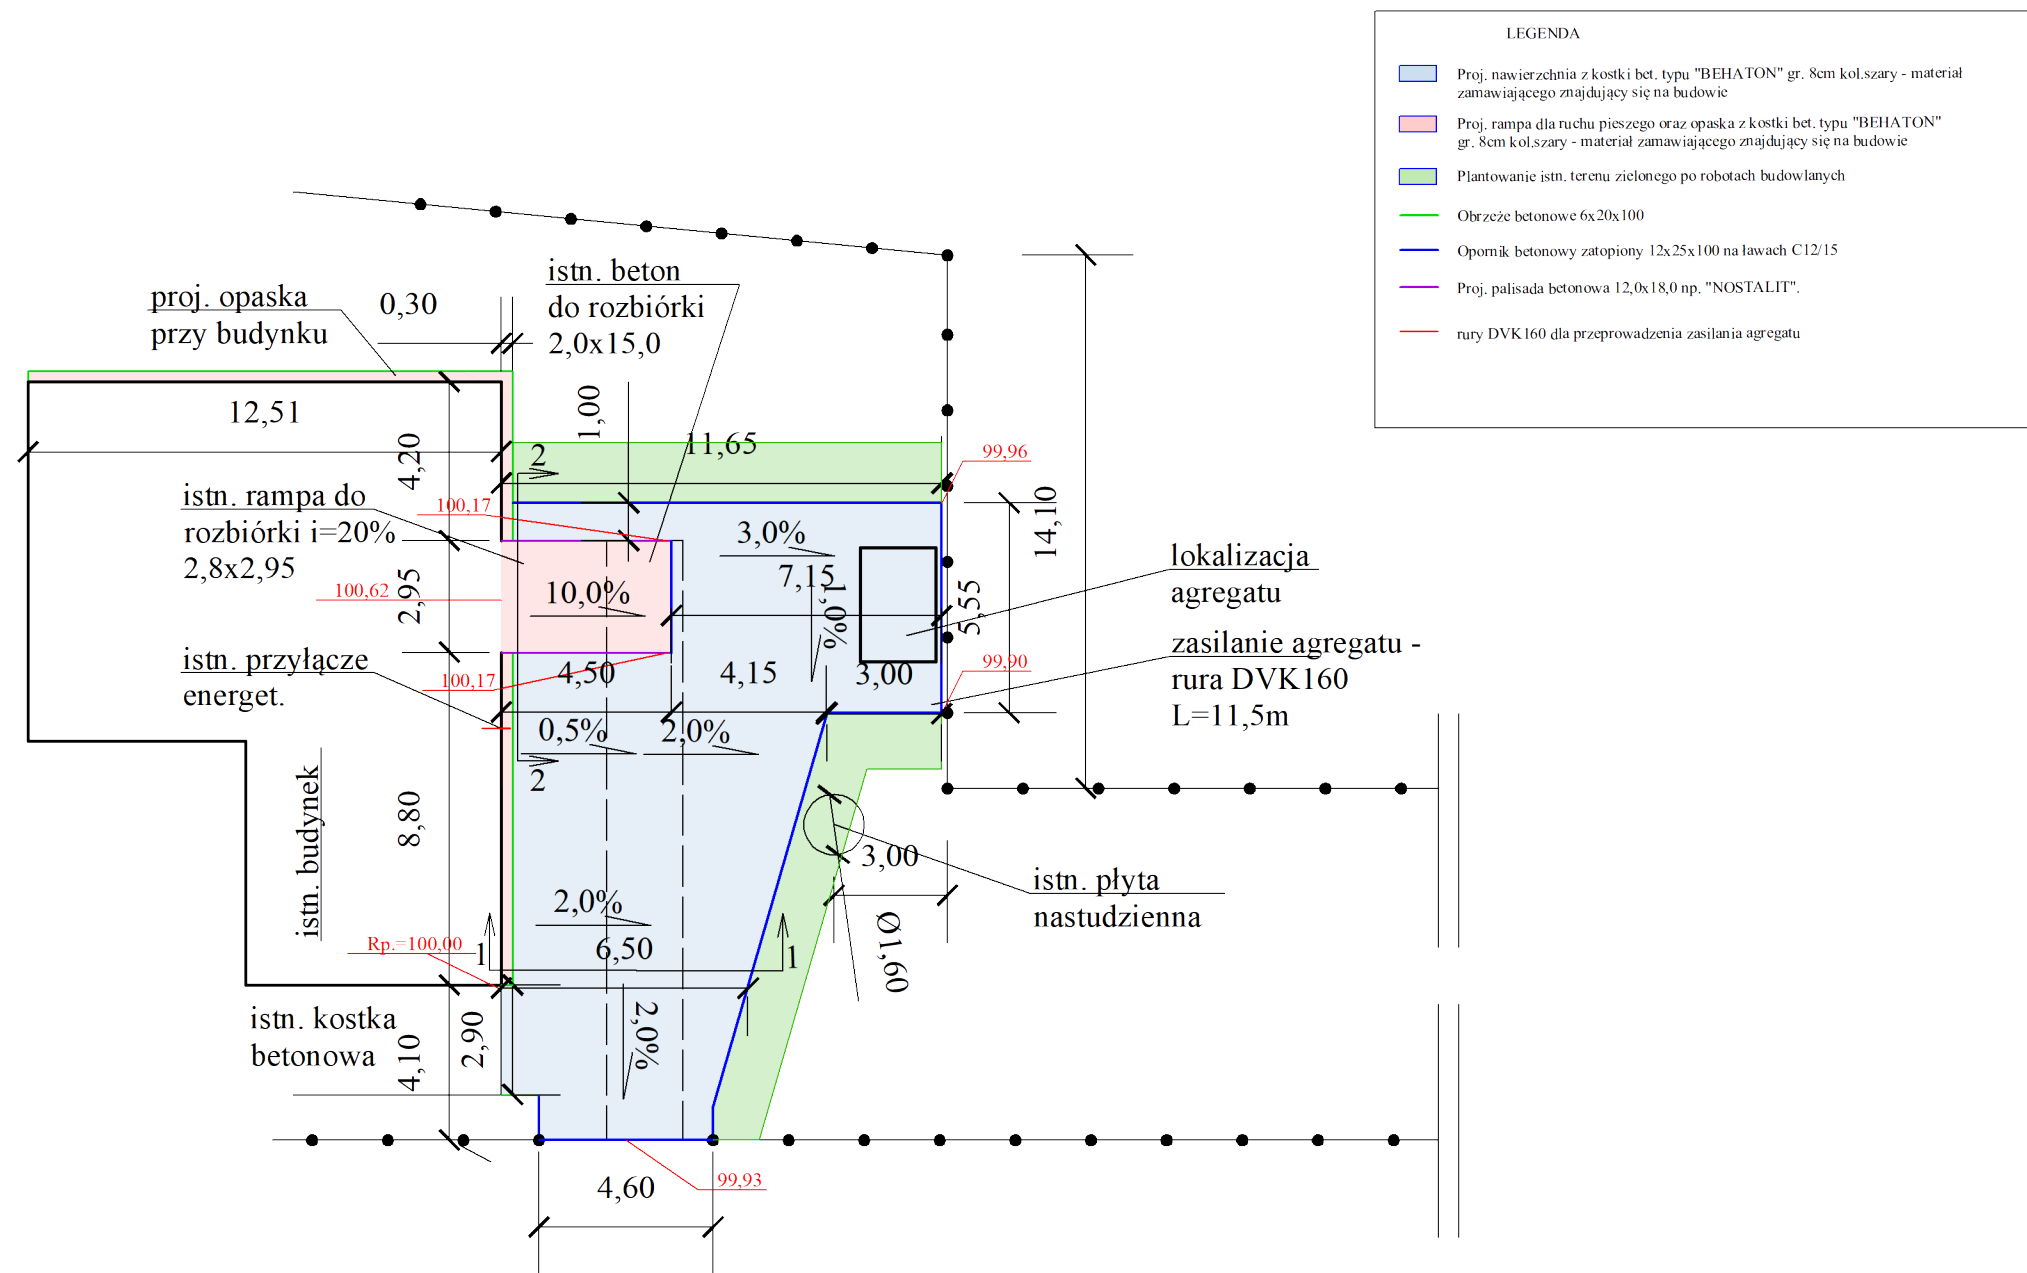 LEGENDA
Proj. nawierzchnia z kostki bet. typu "BEHATON" gr. 8cm kol.szary - materiał
zamawiającego znajdujący się na budowie
Proj. rampa dla ruchu pieszego oraz opaska z kostki bet. typu "BEHATON"
gr. 8cm kol.szary - materiał zamawiającego znajdujący się na budowie
Plantowanie istn. terenu zielonego po robotach budowlanych
Obrzeże betonowe 6x20x100
Opornik betonowy zatopiony 12x25x100 na ławach C12/15
Proj. palisada betonowa 12,0x18,0 np. "NOSTALIT".
rury DVK160 dla przeprowadzenia zasilania agregatu
istn. beton
do rozbiórki
2,0x15,0
proj. opaska
przy budynku
0,30
12,51
4,20
1,00
11,65
2
99,96
istn. rampa do
rozbiórki i=20%
2,8x2,95
100,17
3,0%
14,10
7,15
1,0%
lokalizacja
agregatu
100,62
2,95
10,0%
5,55
zasilanie agregatu -
rura DVK160
L=11,5m
istn. przyłącze
energet.
100,17
4,50
4,15
3,00
99,90
0,5%
2,0%
2
istn. budynek
8,80
3,00
istn. płyta
nastudzienna
2,0%
Ø1,60
Rp.=100,00
1
6,50
1
istn. kostka
betonowa
4,10
2,90
2,0%
99,93
4,60